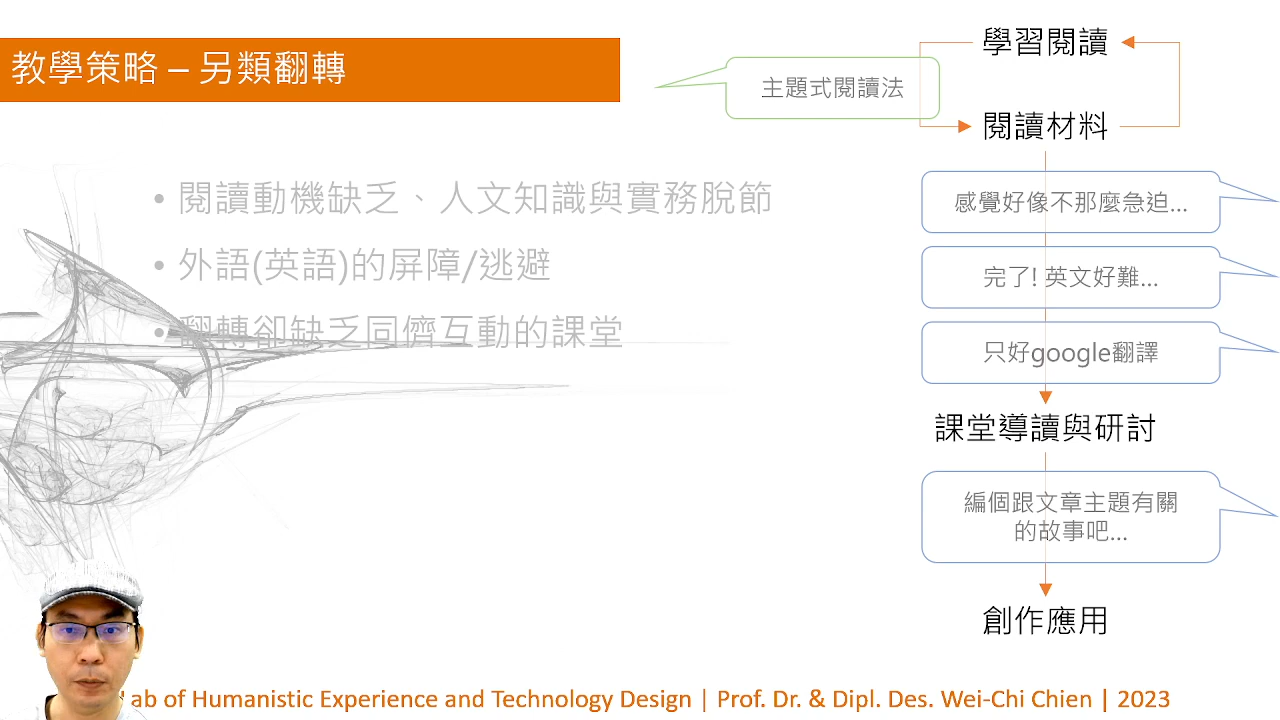 教學策略 – 另類翻轉
• 閱讀動機缺乏、人文知識與實務脫節
• 外語(英語)的屏障/逃避
• 翻轉卻缺乏同儕互動的課堂
主題式閱讀法
學習閱讀
閱讀材料
感覺好像不那麼急迫...
完了! 英文好難...
只好google翻譯
課堂導讀與研討
編個跟文章主題有關
的故事吧...
創作應用
ab of Humanistic Experience and Technology Design | Prof. Dr. & Dipl. Des. Wei-Chi Chien | 2023